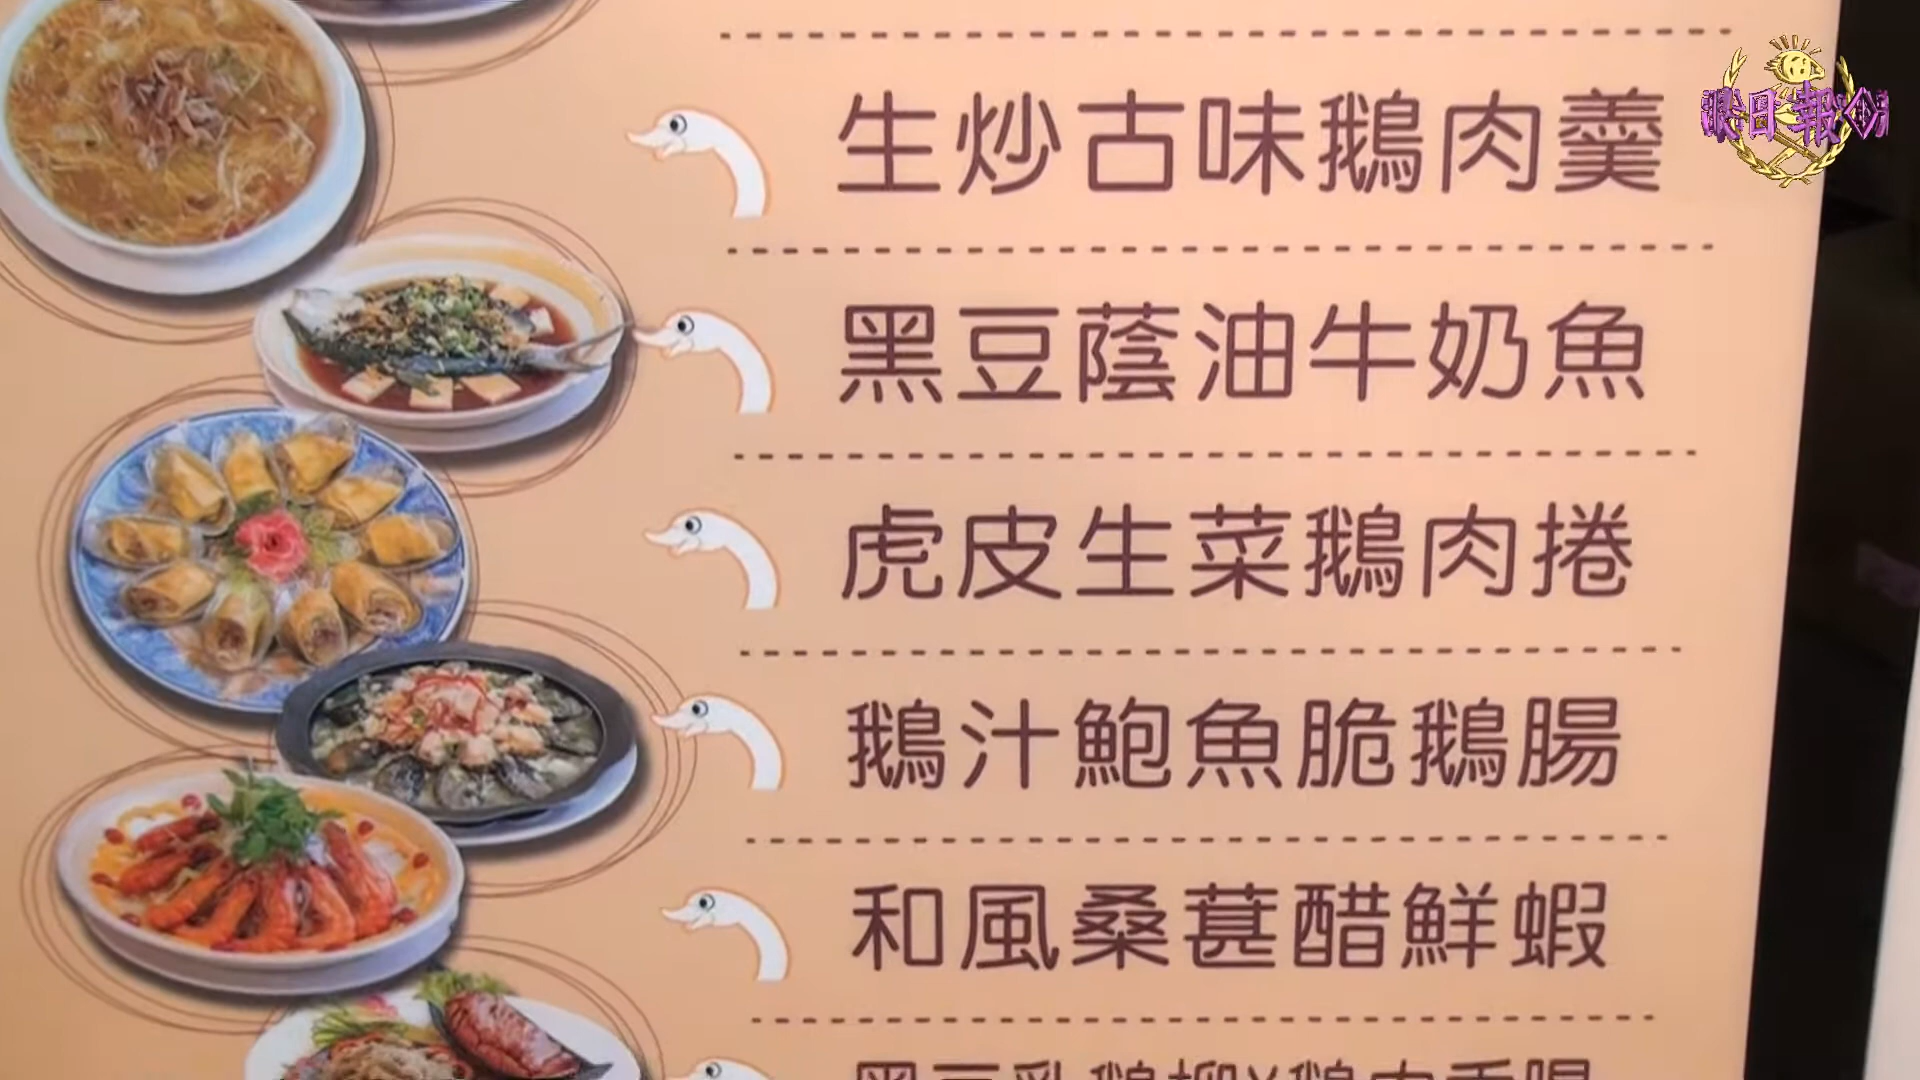 生炒古味鵝肉羹
黑豆蔭油牛奶魚
虎皮生菜鵝肉捲
鵝汁鮑魚脆鵝腸
和風桑葚醋鮮蝦